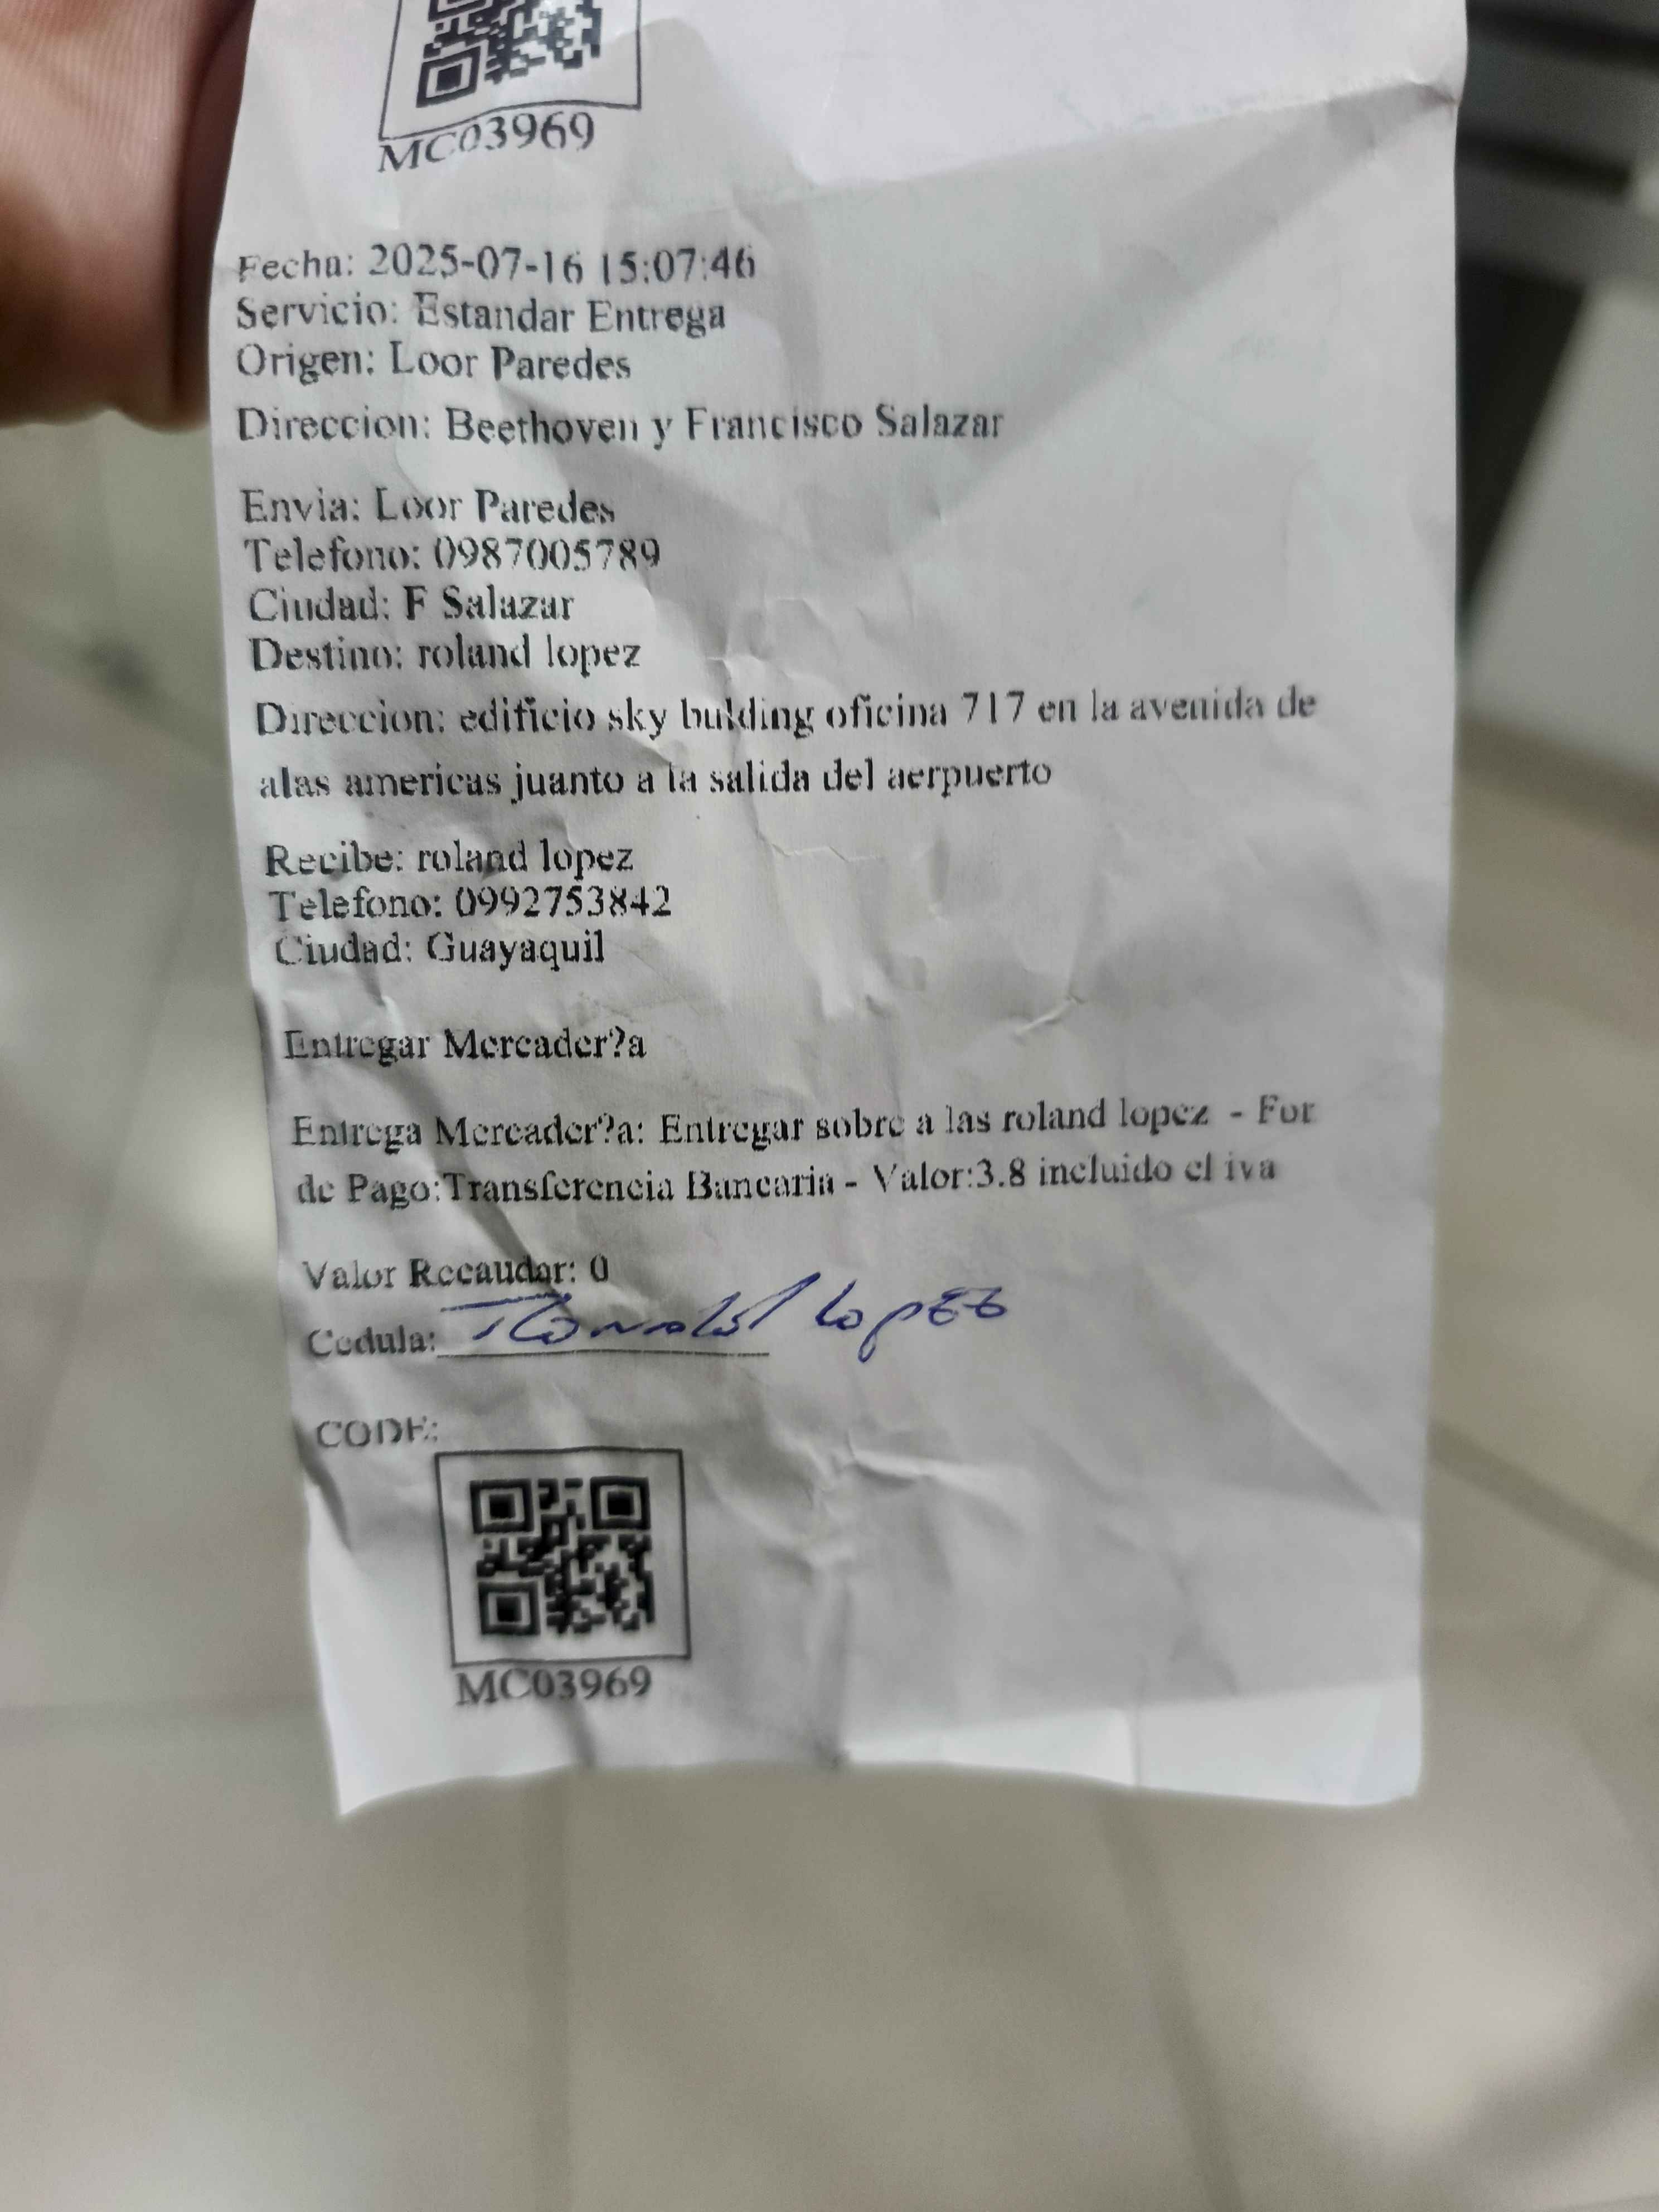 MC03969
Fecha: 2025-07-16 15:07:46
Servicio: Estandar Entrega
Origen: Loor Paredes
Direccion: Beethoven y Francisco Salazar
Envia: Loor Paredes
Telefono: 0987005789
Ciudad: F Salazar
Destino: roland lopez
Direccion: edificio sky bulding oficina 717 en la avenida de
alas americas juanto a la salida del aerpuerto
Recibe: roland lopez
Telefono: 0992753842
Ciudad: Guayaquil
Entregar Mercader?a
Entrega Mercader?a: Entregar sobre a las roland lopez - For
de Pago:Transferencia Bancaria - Valor:3.8 incluido el iva
Valor Recaudar: 0
Cedula: Ronald Lopez
CODE:
MC03969